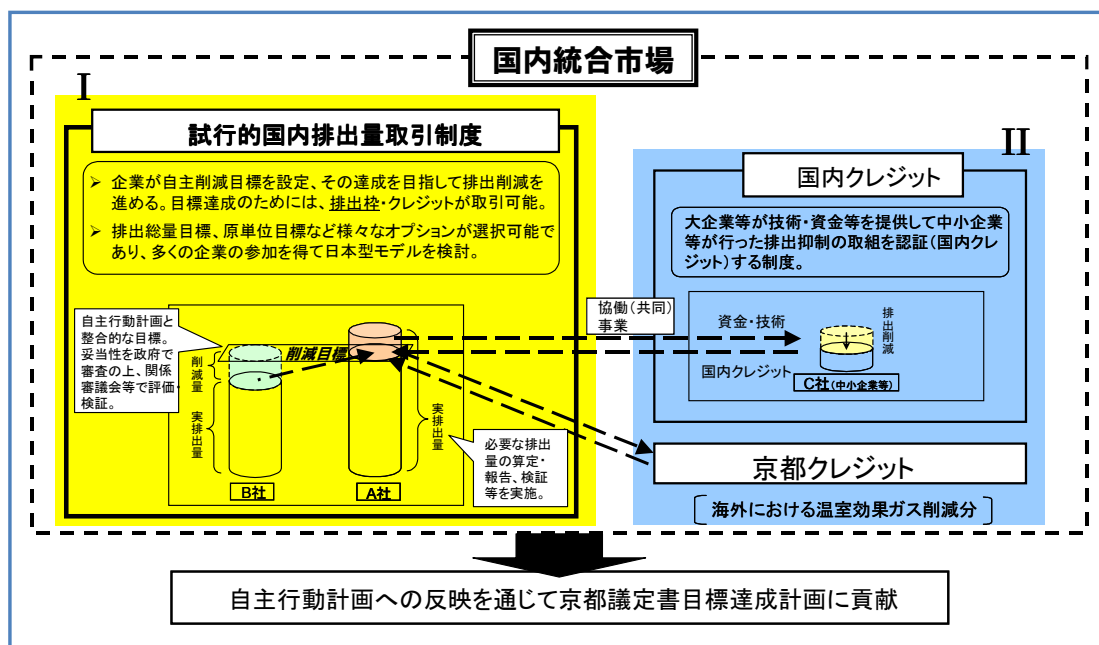 国内統合市場
I
試行的国内排出量取引制度
➢ 企業が自主削減目標を設定、その達成を目指して排出削減を
進める。目標達成のためには、排出枠・クレジットが取引可能。
➢ 排出総量目標、原単位目標など様々なオプションが選択可能で
あり、多くの企業の参加を得て日本型モデルを検討。
自主行動計画と
整合的な目標。
妥当性を政府で
審査の上、関係
審議会等で評価・
検証。
削減量
実排出量
削減目標
B社
A社
実排出量
必要な排出
量の算定・
報告、検証
等を実施。
協働(共同)
事業
II
国内クレジット
大企業等が技術・資金等を提供して中小企業
等が行った排出抑制の取組を認証(国内クレ
ジット)する制度。
資金・技術
排出削減
国内クレジット
C社(中小企業等)
京都クレジット
[海外における温室効果ガス削減分]
自主行動計画への反映を通じて京都議定書目標達成計画に貢献